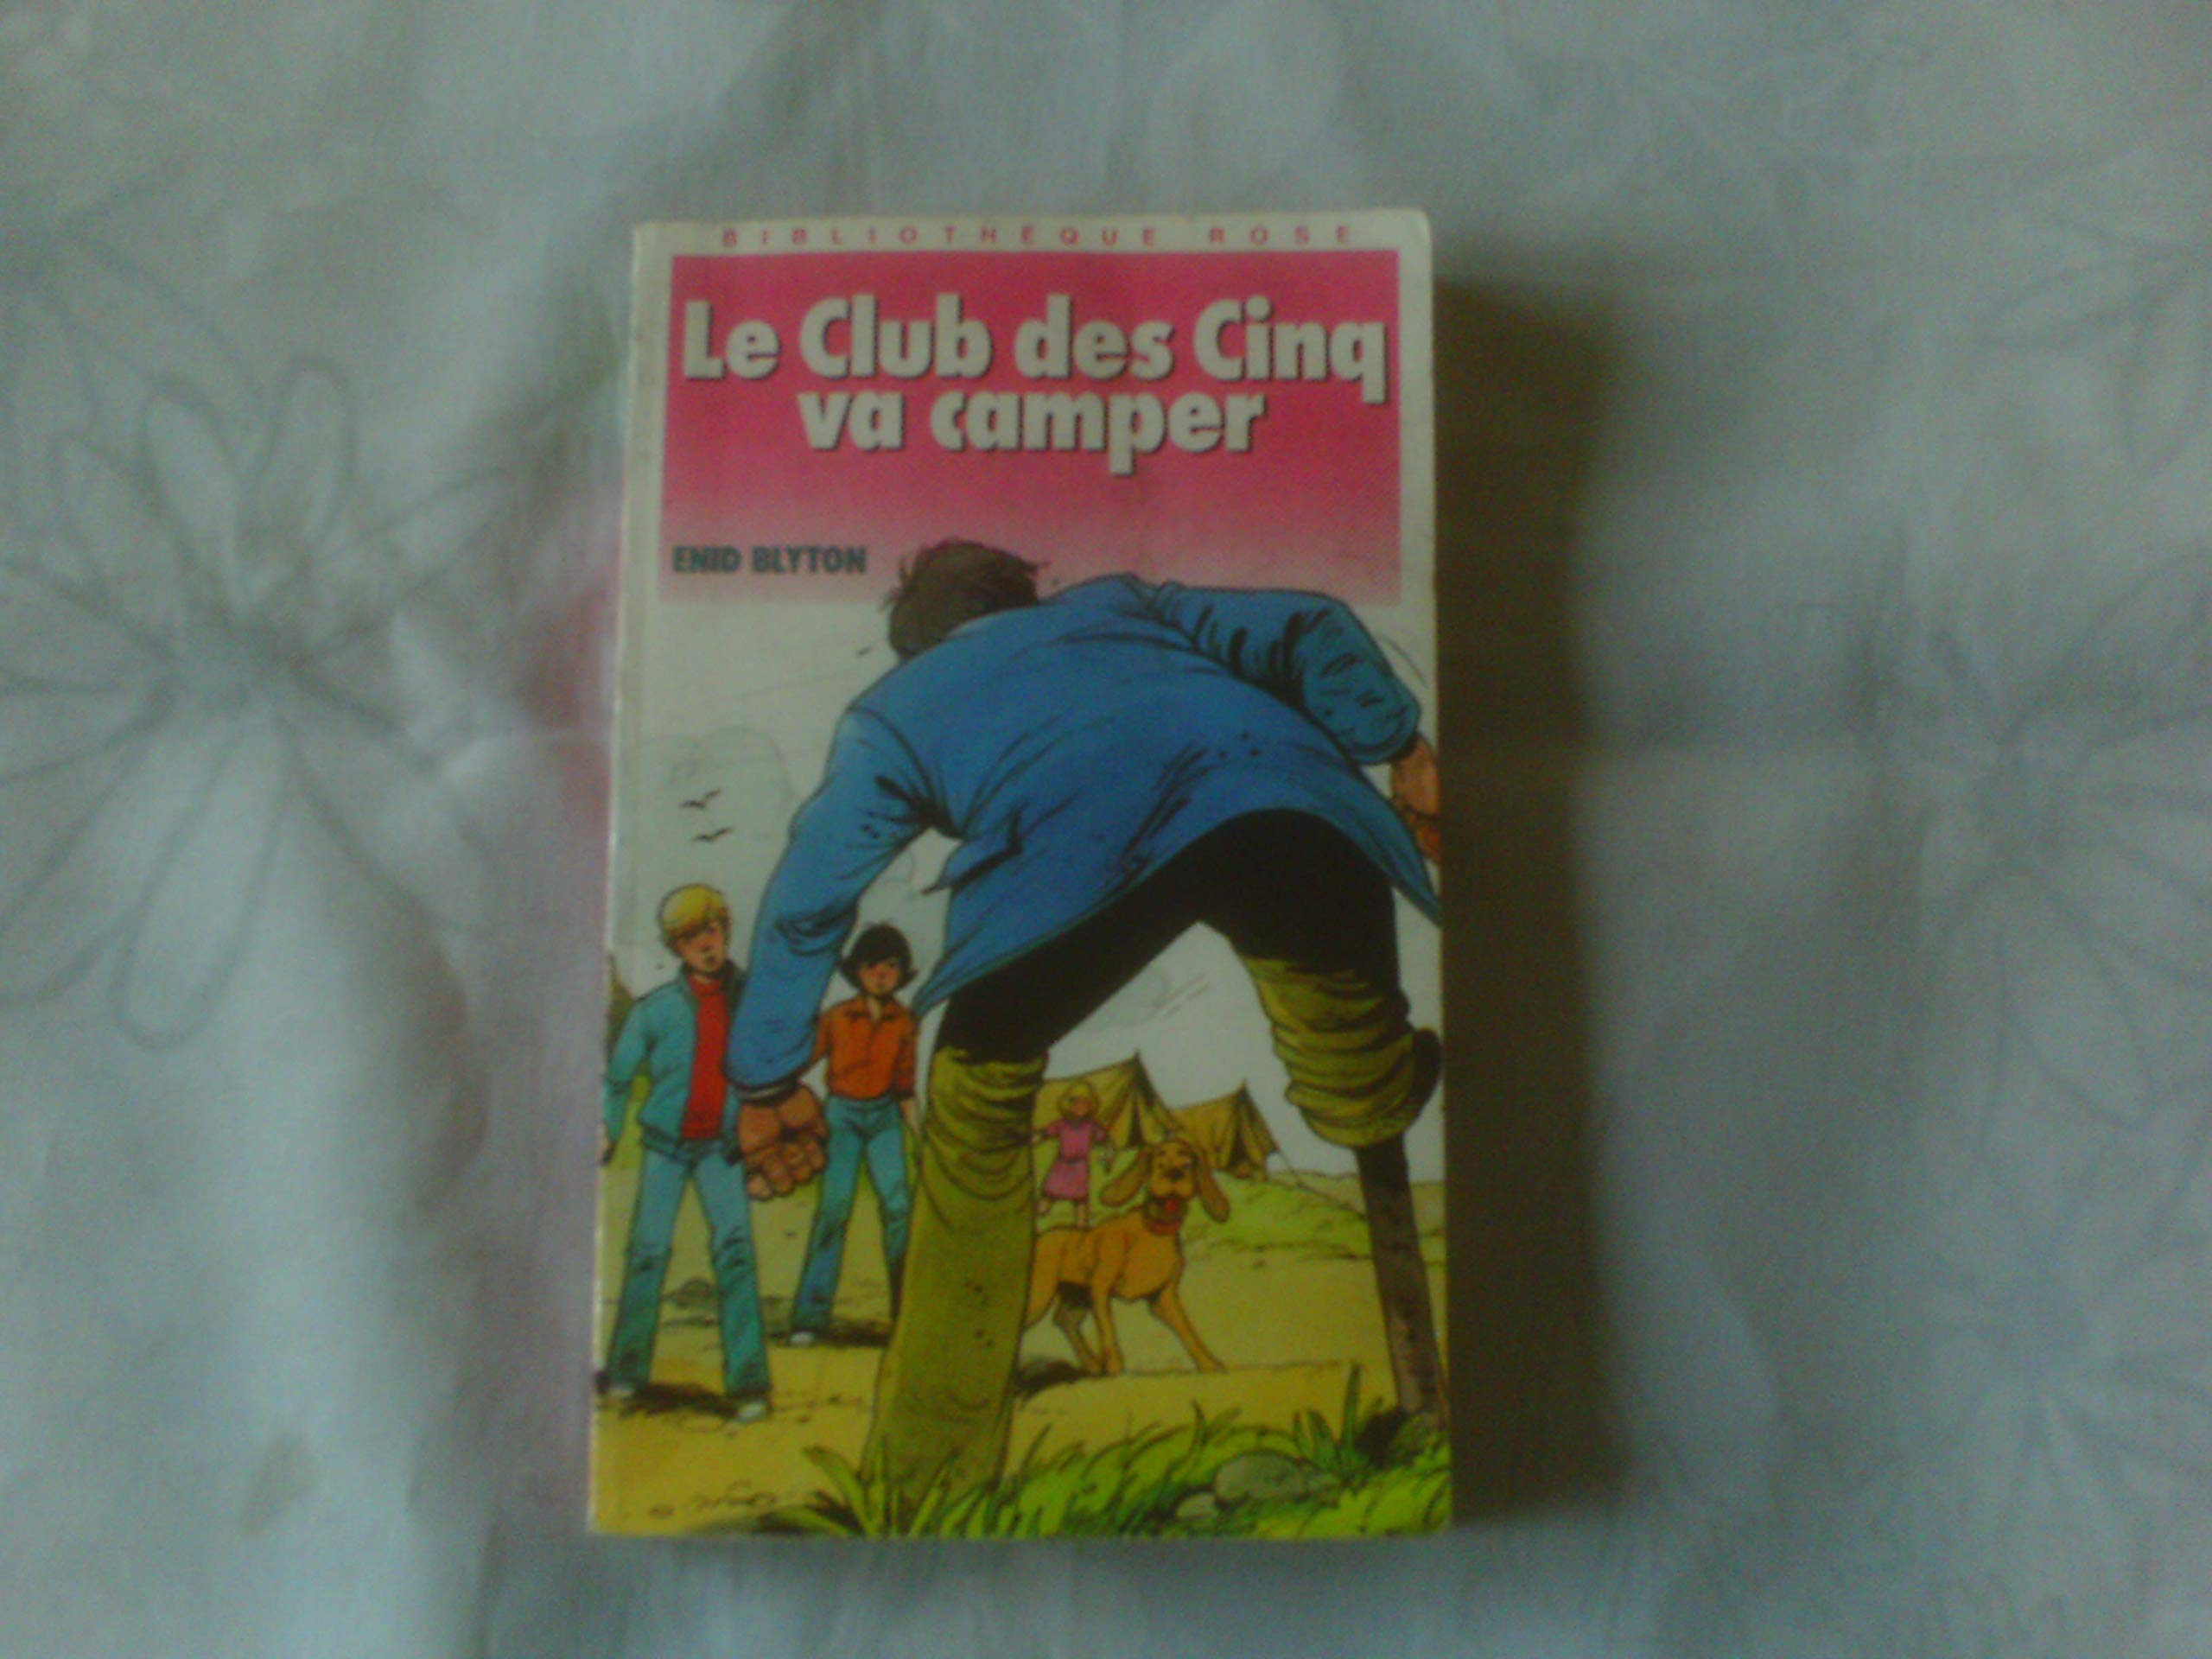 BIBLIOTHÈQUE ROSE
Le Club des Cinq
va camper
ENID BLYTON